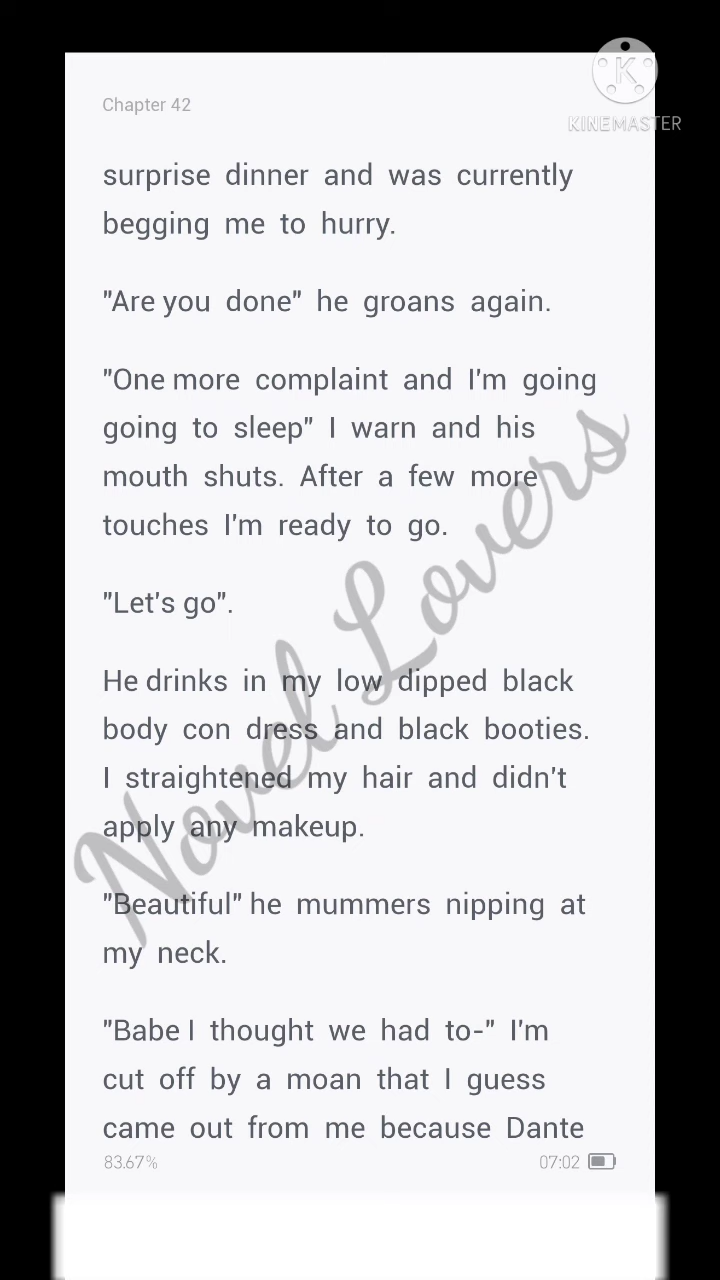 KINEMASTER
Chapter 42
surprise dinner and was currently
begging me to hurry.
"Are you done" he groans again.
"One more complaint and I'm going
going to sleep" I warn and his
mouth shuts. After a few more
touches I'm ready to go.
"Let's go".
He drinks in my low dipped black
body con dress and black booties.
I straightened my hair and didn't
apply any makeup.
"Beautiful" he mummers nipping at
my neck.
"Babe I thought we had to-" I'm
cut off by a moan that I guess
came out from me because Dante
83.67% 07:02
Novel Lovers